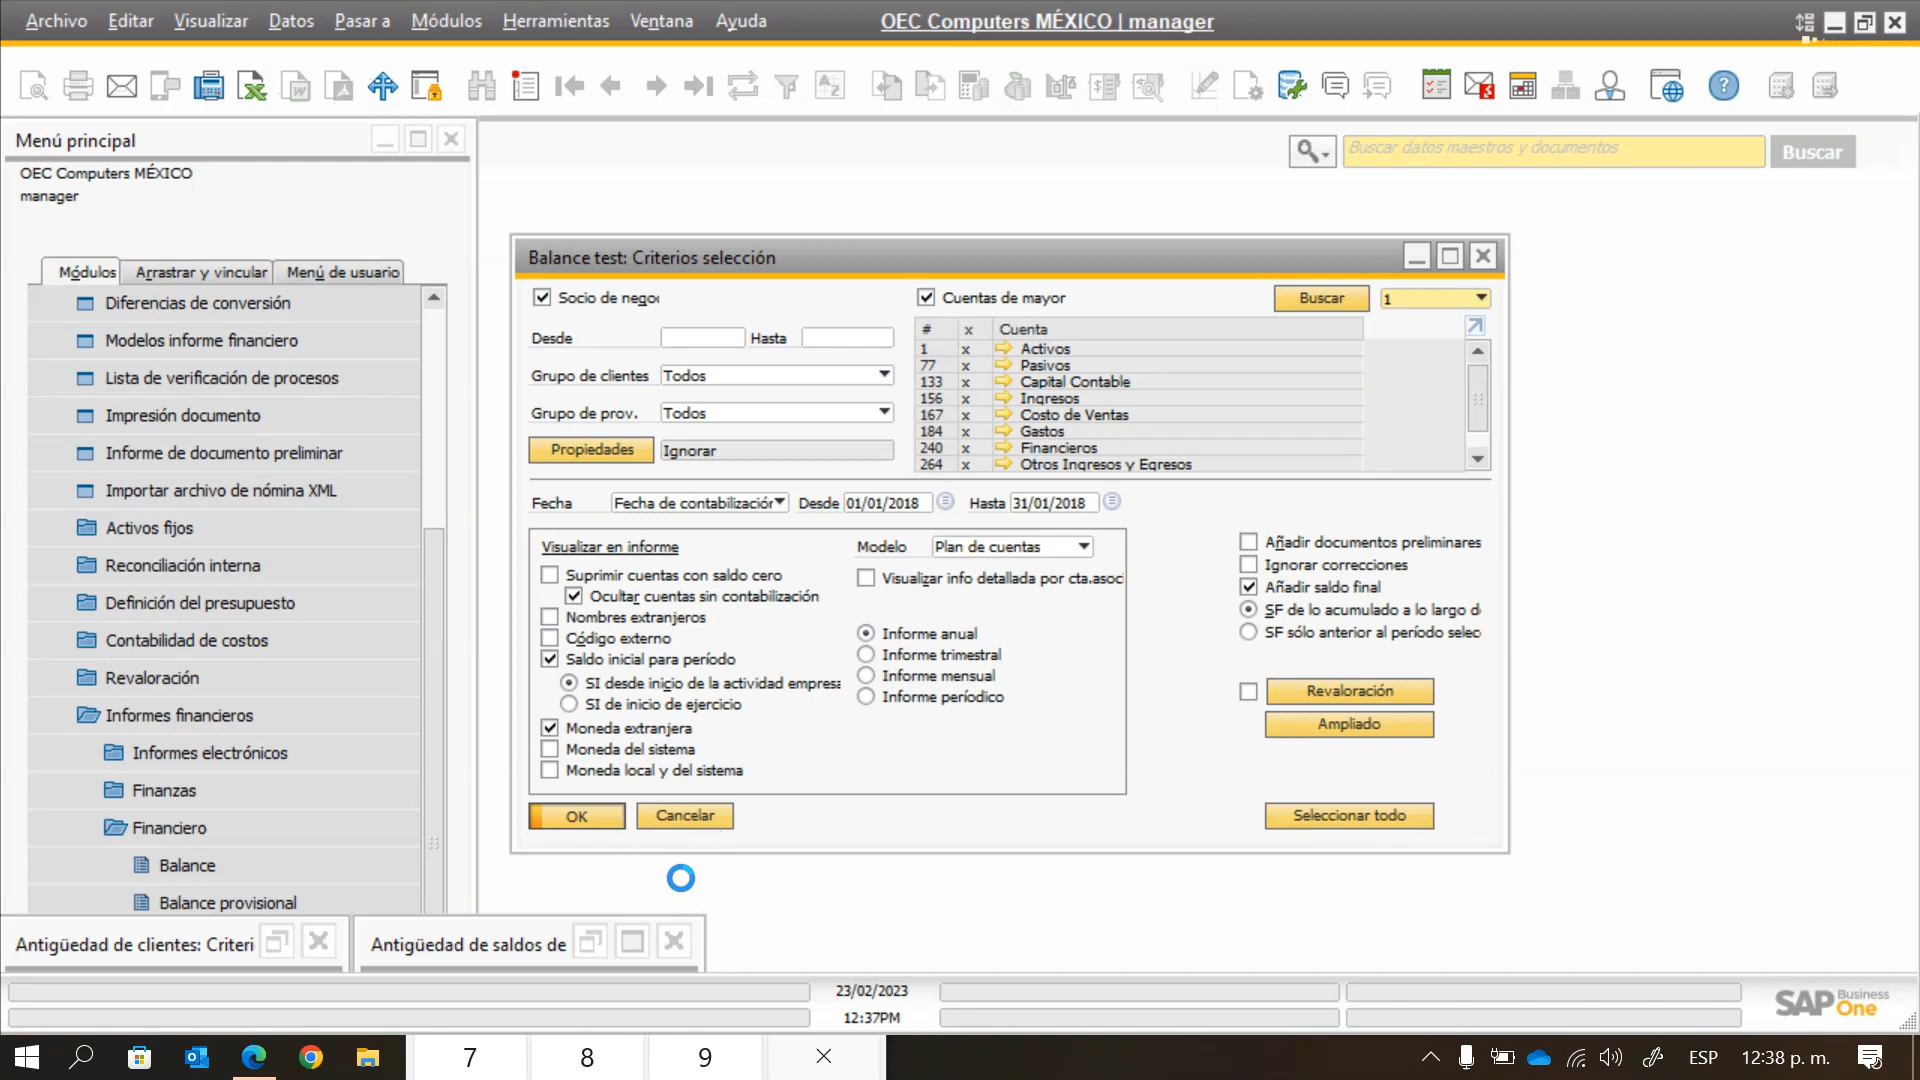 Archivo Editar Visualizar Datos Pasar a Módulos Herramientas Ventana Ayuda OEC Computers MÉXICO | manager
Menú principal
OEC Computers MÉXICO
manager
Buscar datos maestros y documentos Buscar
Módulos Arrastrar y vincular Menú de usuario
Diferencias de conversión
Modelos informe financiero
Lista de verificación de procesos
Impresión documento
Informe de documento preliminar
Importar archivo de nómina XML
Activos fijos
Reconciliación interna
Definición del presupuesto
Contabilidad de costos
Revaloración
Informes financieros
Informes electrónicos
Finanzas
Financiero
Balance
Balance provisional
Balance test: Criterios selección
Socio de nego
Desde Hasta
Grupo de clientes Todos
Grupo de prov. Todos
Propiedades Ignorar
Cuentas de mayor Buscar 1
# x Cuenta
1 x Activos
77 x Pasivos
133 x Capital Contable
156 x Ingresos
167 x Costo de Ventas
184 x Gastos
240 x Financieros
264 x Otros Ingresos y Egresos
Fecha Fecha de contabilización Desde 01/01/2018 Hasta 31/01/2018
Visualizar en informe
Suprimir cuentas con saldo cero
Ocultar cuentas sin contabilización
Nombres extranjeros
Código externo
Saldo inicial para período
SI desde inicio de la actividad empresa
SI de inicio de ejercicio
Moneda extranjera
Moneda del sistema
Moneda local y del sistema
Modelo Plan de cuentas
Visualizar info detallada por cta.asoci
Informe anual
Informe trimestral
Informe mensual
Informe períodico
Añadir documentos preliminares
Ignorar correcciones
Añadir saldo final
SF de lo acumulado a lo largo de
SF sólo anterior al período selec
Revaloración
Ampliado
OK Cancelar Seleccionar todo
Antigüedad de clientes: Criteri Antigüedad de saldos de
23/02/2023
12:37PM
SAP Business One
7 8 9 ESP 12:38 p. m.